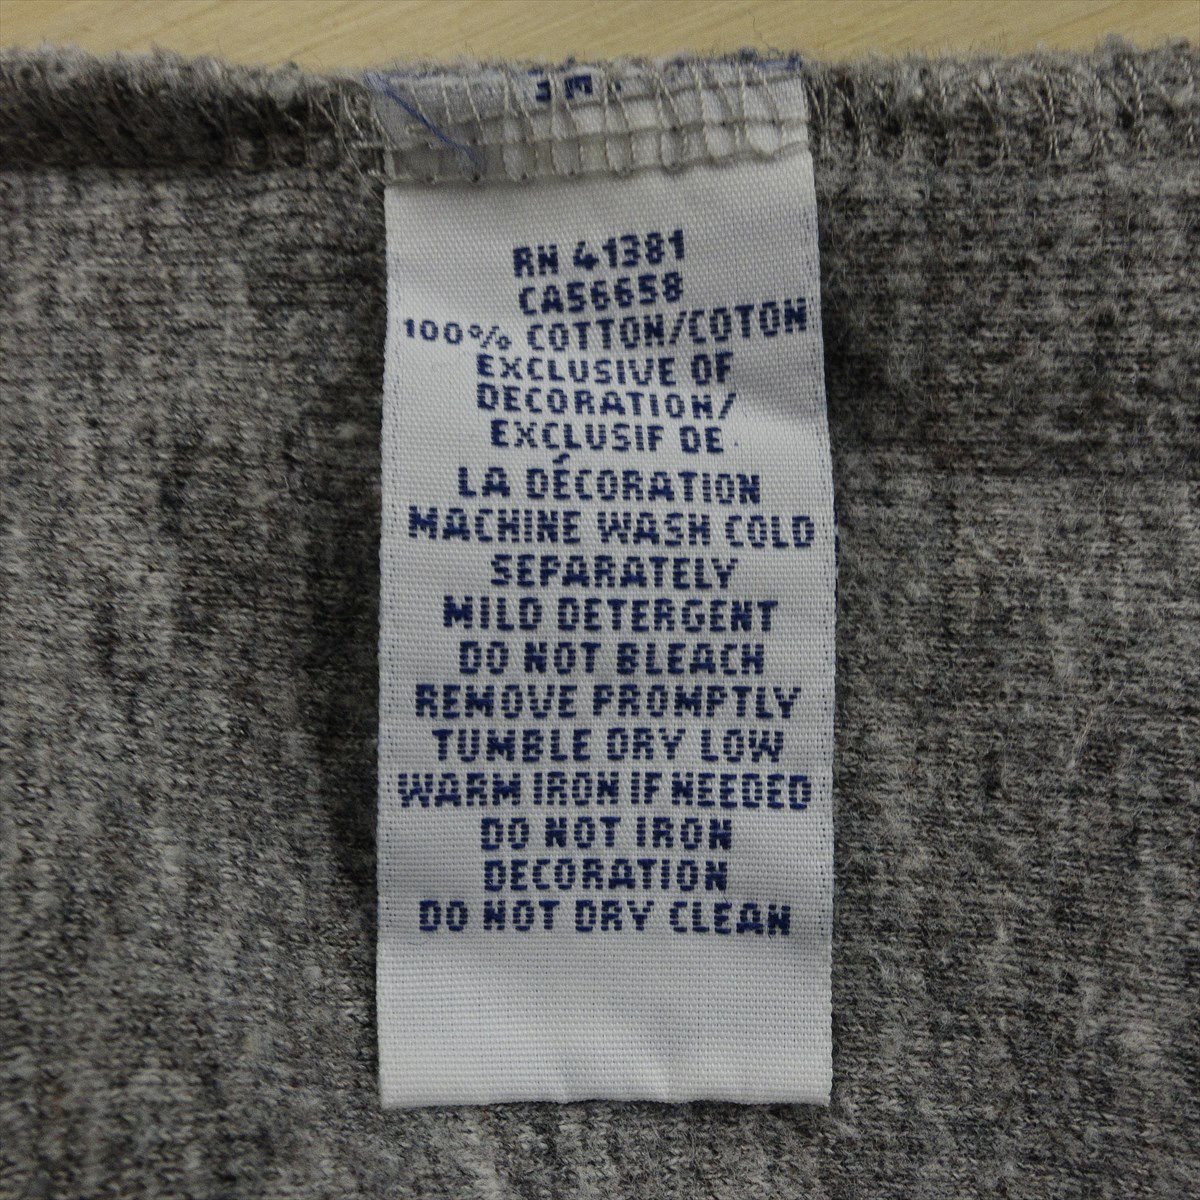 RN 41381
CA56658
100% COTTON/COTON
EXCLUSIVE OF
DECORATION/
EXCLUSIF DE
LA DÉCORATION
MACHINE WASH COLD
SEPARATELY
MILD DETERGENT
DO NOT BLEACH
REMOVE PROMPTLY
TUMBLE DRY LOW
WARM IRON IF NEEDED
DO NOT IRON
DECORATION
DO NOT DRY CLEAN